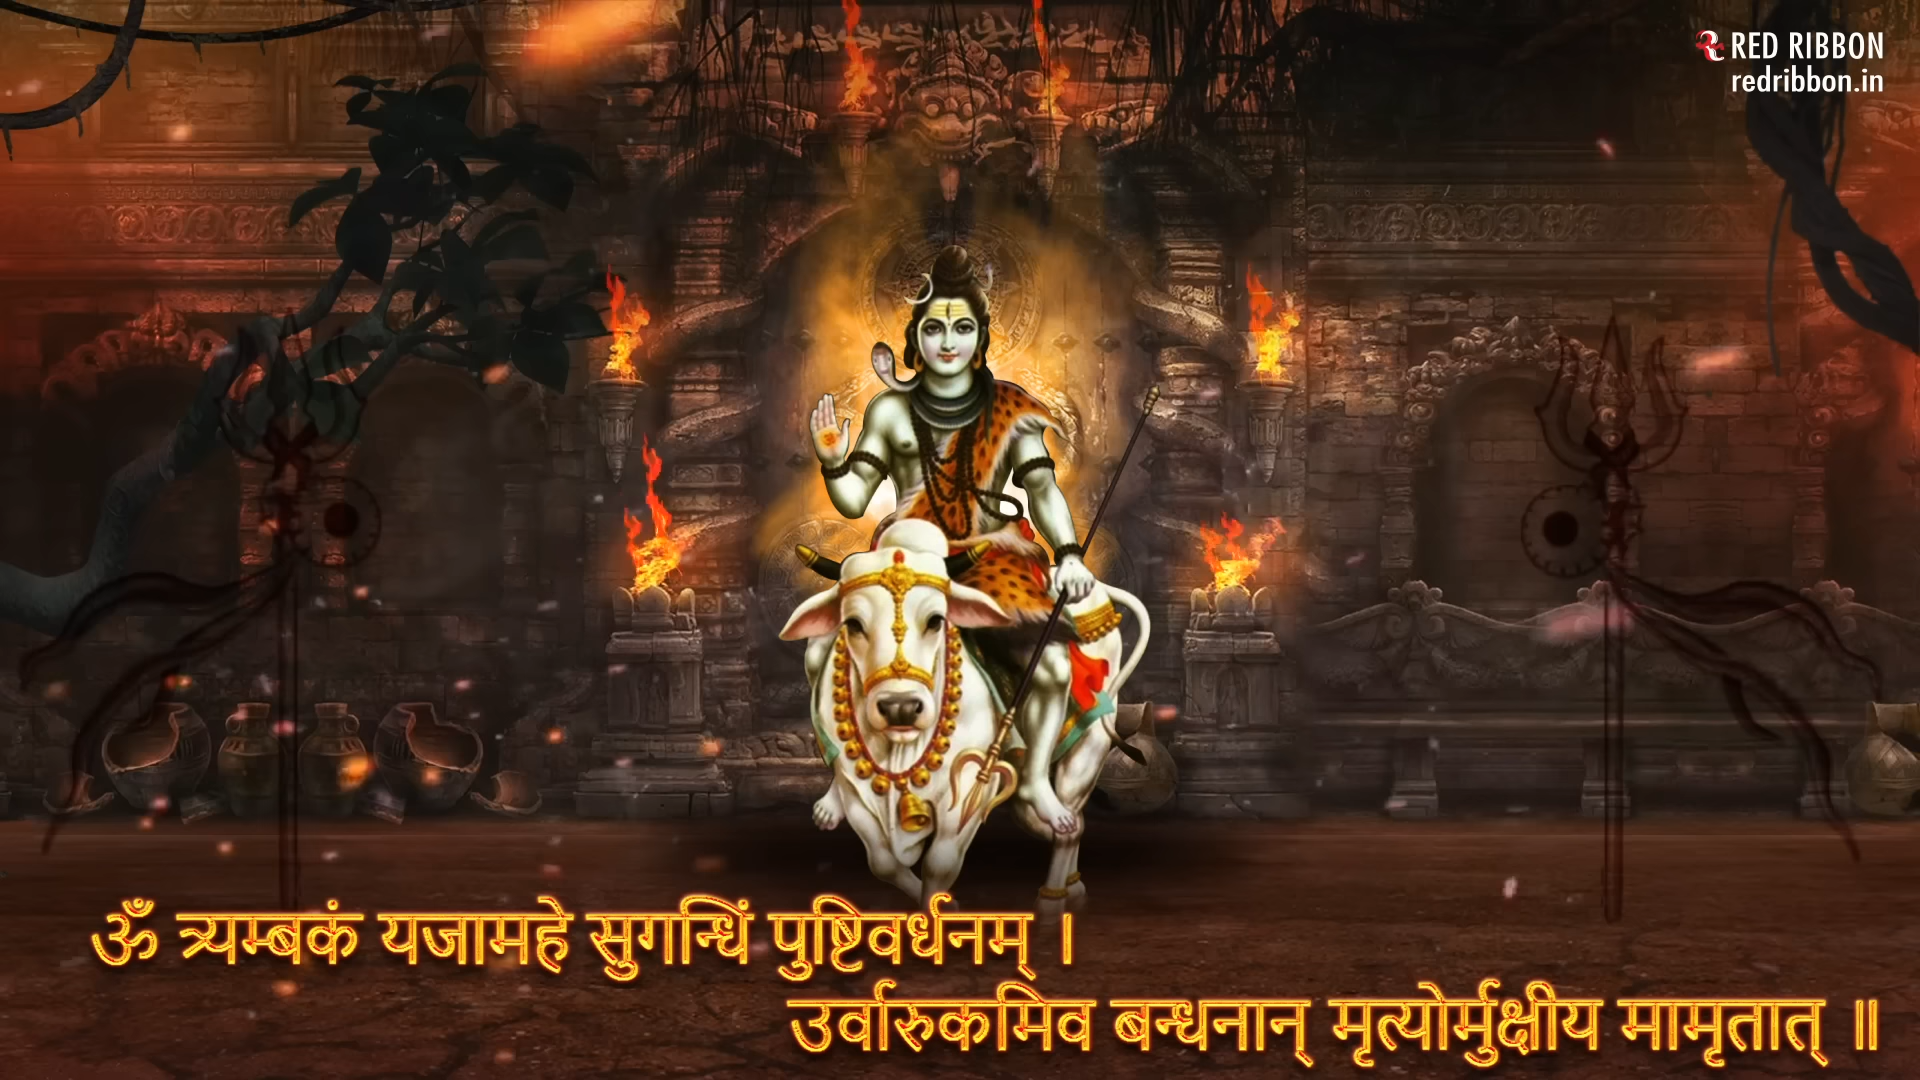 RED RIBBON
redribbon.in
ॐ त्र्यम्बकं यजामहे सुगन्धिं पुष्टिवर्धनम् ।
उर्वारुकमिव बन्धनान् मृत्योर्मुक्षीय मामृतात् ॥